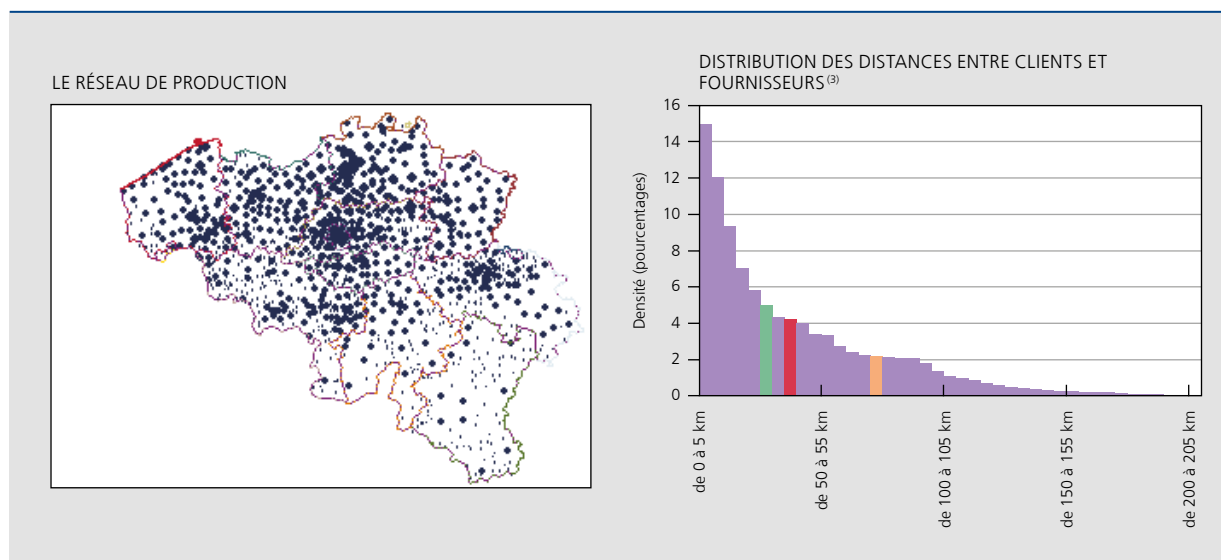 LE RÉSEAU DE PRODUCTION
DISTRIBUTION DES DISTANCES ENTRE CLIENTS ET
FOURNISSEURS (3)
Densité (pourcentages)
16
14
12
10
8
6
4
2
0
de 0 à 5 km
de 50 à 55 km
de 100 à 105 km
de 150 à 155 km
de 200 à 205 km